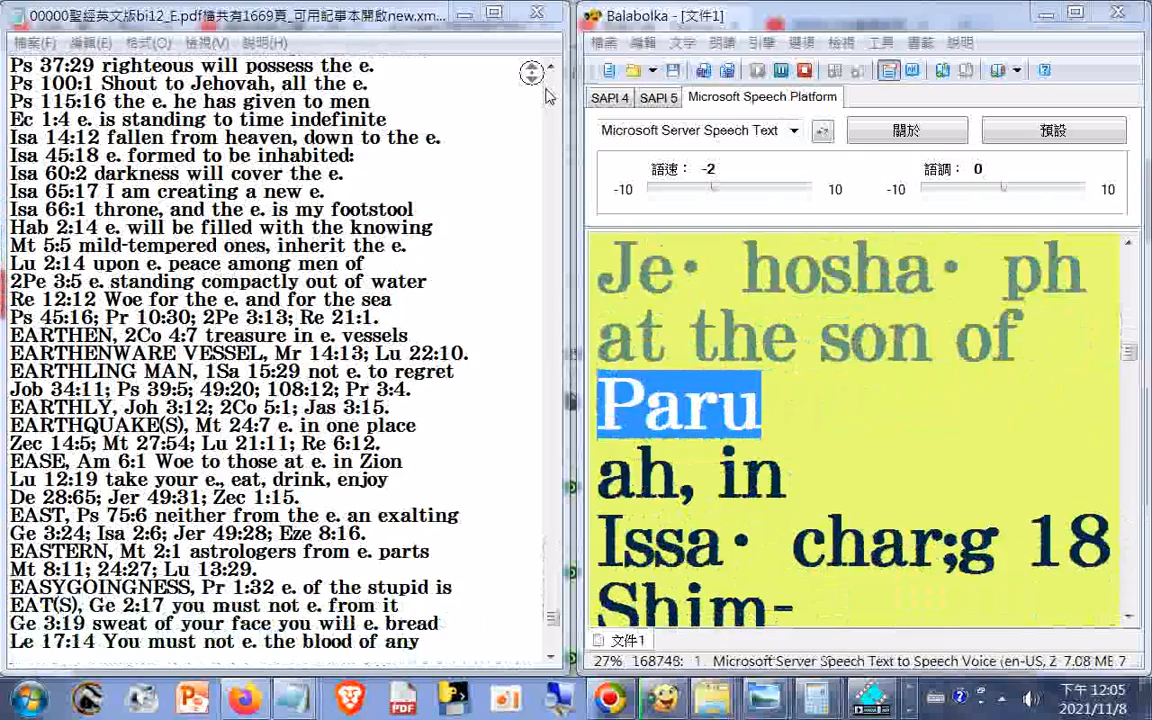 00000聖經英文版bi12_E.pdf檔共有1669頁_可用記事本開啟new.xm...
檔案(F) 編輯(E) 格式(O) 檢視(V) 說明(H)
Ps 37:29 righteous will possess the e.
Ps 100:1 Shout to Jehovah, all the e.
Ps 115:16 the e. he has given to men
Ec 1:4 e. is standing to time indefinite
Isa 14:12 fallen from heaven, down to the e.
Isa 45:18 e. formed to be inhabited:
Isa 60:2 darkness will cover the e.
Isa 65:17 I am creating a new e.
Isa 66:1 throne, and the e. is my footstool
Hab 2:14 e. will be filled with the knowing
Mt 5:5 mild-tempered ones, inherit the e.
Lu 2:14 upon e. peace among men of
2Pe 3:5 e. standing compactly out of water
Re 12:12 Woe for the e. and for the sea
Ps 45:16; Pr 10:30; 2Pe 3:13; Re 21:1.
EARTHEN, 2Co 4:7 treasure in e. vessels
EARTHENWARE VESSEL, Mr 14:13; Lu 22:10.
EARTHLING MAN, 1Sa 15:29 not e. to regret
Job 34:11; Ps 39:5; 49:20; 108:12; Pr 3:4.
EARTHLY, Joh 3:12; 2Co 5:1; Jas 3:15.
EARTHQUAKE(S), Mt 24:7 e. in one place
Zec 14:5; Mt 27:54; Lu 21:11; Re 6:12.
EASE, Am 6:1 Woe to those at e. in Zion
Lu 12:19 take your e., eat, drink, enjoy
De 28:65; Jer 49:31; Zec 1:15.
EAST, Ps 75:6 neither from the e. an exalting
Ge 3:24; Isa 2:6; Jer 49:28; Eze 8:16.
EASTERN, Mt 2:1 astrologers from e. parts
Mt 8:11; 24:27; Lu 13:29.
EASYGOINGNESS, Pr 1:32 e. of the stupid is
EAT(S), Ge 2:17 you must not e. from it
Ge 3:19 sweat of your face you will e. bread
Le 17:14 You must not e. the blood of any
Balabolka - [文件1]
檔案 編輯 文字 朗讀 引擎 選項 檢視 工具 書籤 說明
SAPI 4 SAPI 5 Microsoft Speech Platform
Microsoft Server Speech Text 關於 預設
語速： -2 語調： 0
-10 10 -10 10
Je· hosha· ph
at the son of
Paru
ah, in
Issa· char;g 18
Shim-
文件1
27% 168748: 1 Microsoft Server Speech Text to Speech Voice (en-US, Z 7.08 ME 7
下午 12:05
2021/11/8